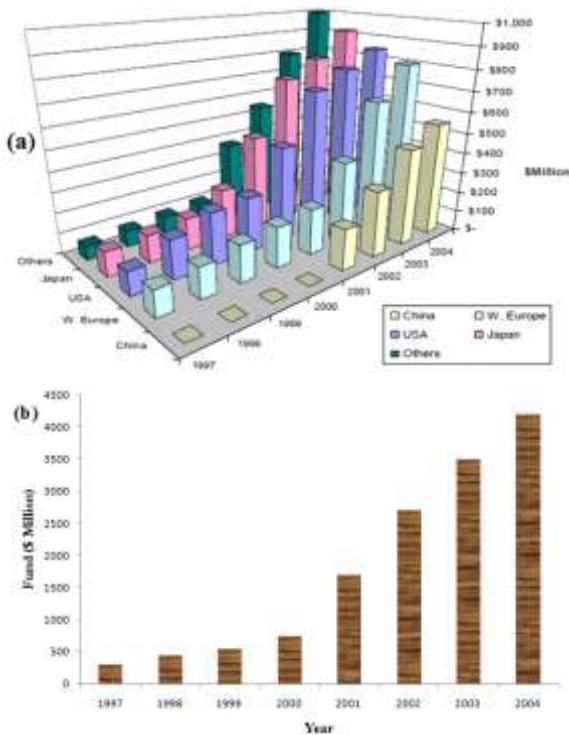 (a)
$1,000
$900
$800
$700
$600
$500
$400
$300
$200
$100
$-
$Million
Others
Japan
USA
W. Europe
China
1997
1998
1999
2000
2001
2002
2003
2004
China
W. Europe
USA
Japan
Others
(b)
4500
4000
3500
3000
2500
2000
1500
1000
500
0
Fund ($ Million)
1997 1998 1999 2000 2001 2002 2003 2004
Year